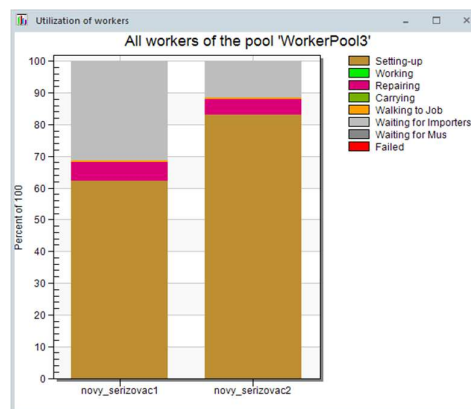 Utilization of workers
All workers of the pool 'WorkerPool3'
Setting-up
Working
Repairing
Carrying
Walking to Job
Waiting for Importers
Waiting for Mus
Failed
Percent of 100
100
90
80
70
60
50
40
30
20
10
0
novy_serizovac1
novy_serizovac2